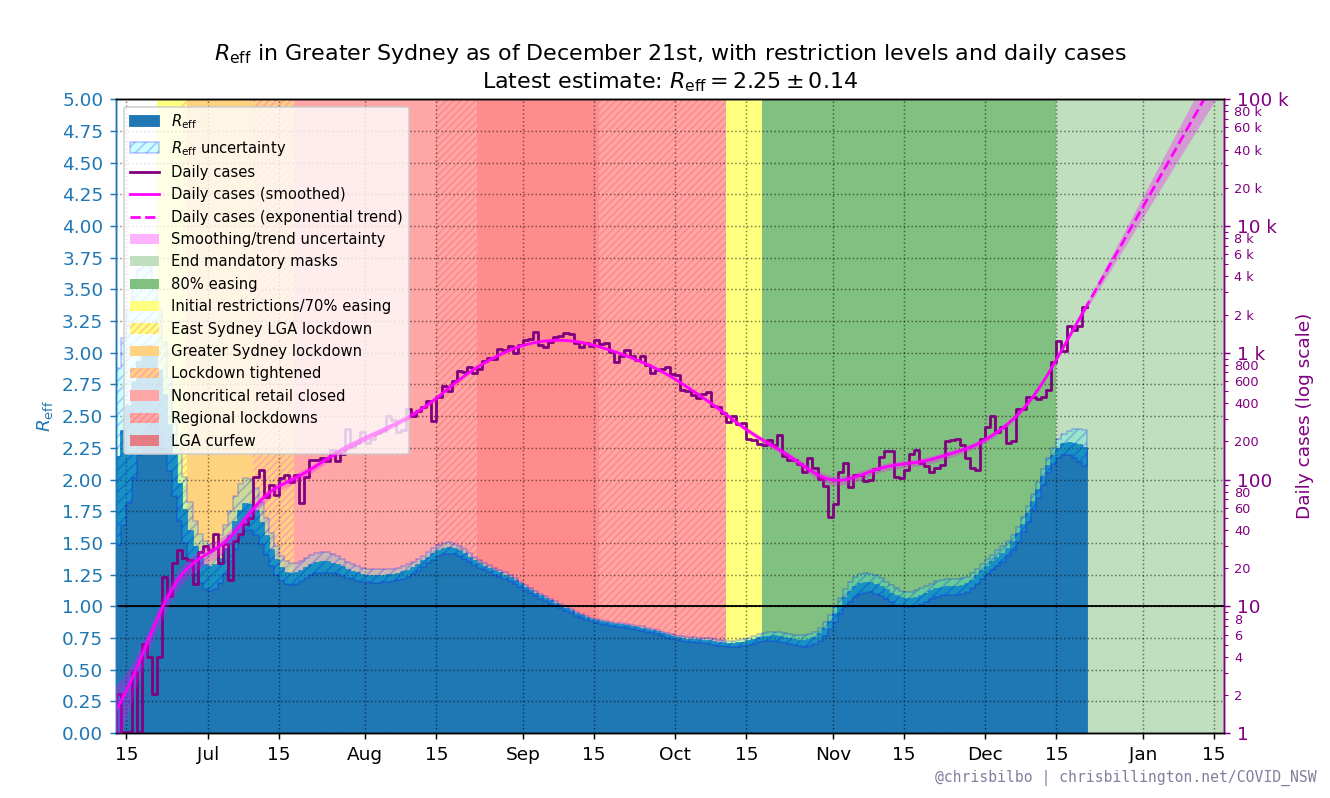 Reff in Greater Sydney as of December 21st, with restriction levels and daily cases
Latest estimate: Reff = 2.25 ± 0.14
Reff
5.00
4.75
4.50
4.25
4.00
3.75
3.50
3.25
3.00
2.75
2.50
2.25
2.00
1.75
1.50
1.25
1.00
0.75
0.50
0.25
0.00
Reff
Reff uncertainty
Daily cases
Daily cases (smoothed)
Daily cases (exponential trend)
Smoothing/trend uncertainty
End mandatory masks
80% easing
Initial restrictions/70% easing
East Sydney LGA lockdown
Greater Sydney lockdown
Lockdown tightened
Noncritical retail closed
Regional lockdowns
LGA curfew
100 k
80 k
60 k
40 k
20 k
10 k
8 k
6 k
4 k
2 k
1 k
800
600
400
200
100
80
60
40
20
10
8
6
4
2
1
Daily cases (log scale)
15 Jul 15 Aug 15 Sep 15 Oct 15 Nov 15 Dec 15 Jan 15
@chrisbilbo | chrisbillington.net/COVID_NSW